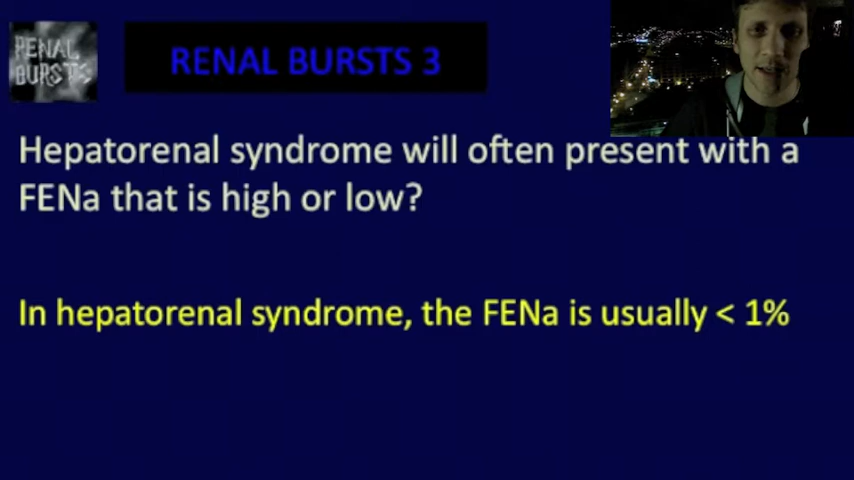 RENAL
BURSTS
RENAL BURSTS 3
Hepatorenal syndrome will often present with a
FENa that is high or low?
In hepatorenal syndrome, the FENa is usually < 1%